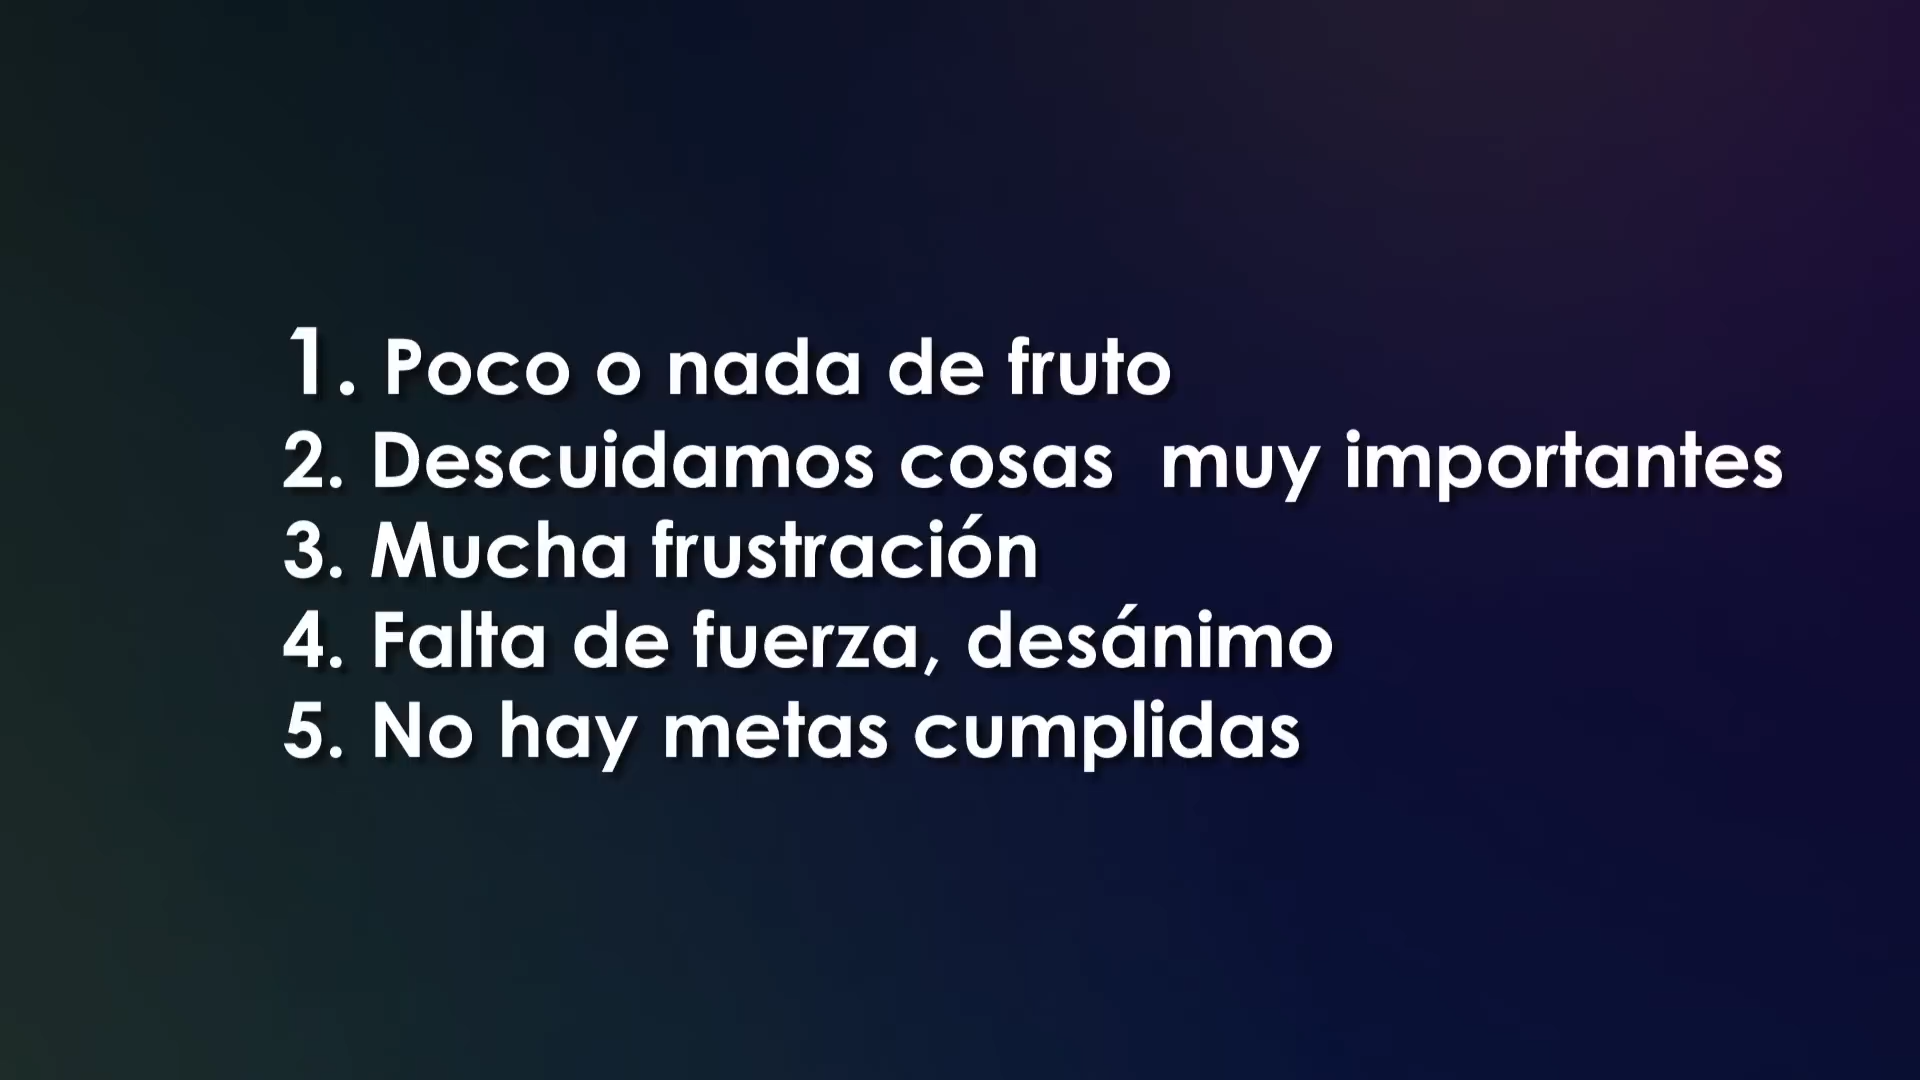 1. Poco o nada de fruto
2. Descuidamos cosas  muy importantes
3. Mucha frustración
4. Falta de fuerza, desánimo
5. No hay metas cumplidas